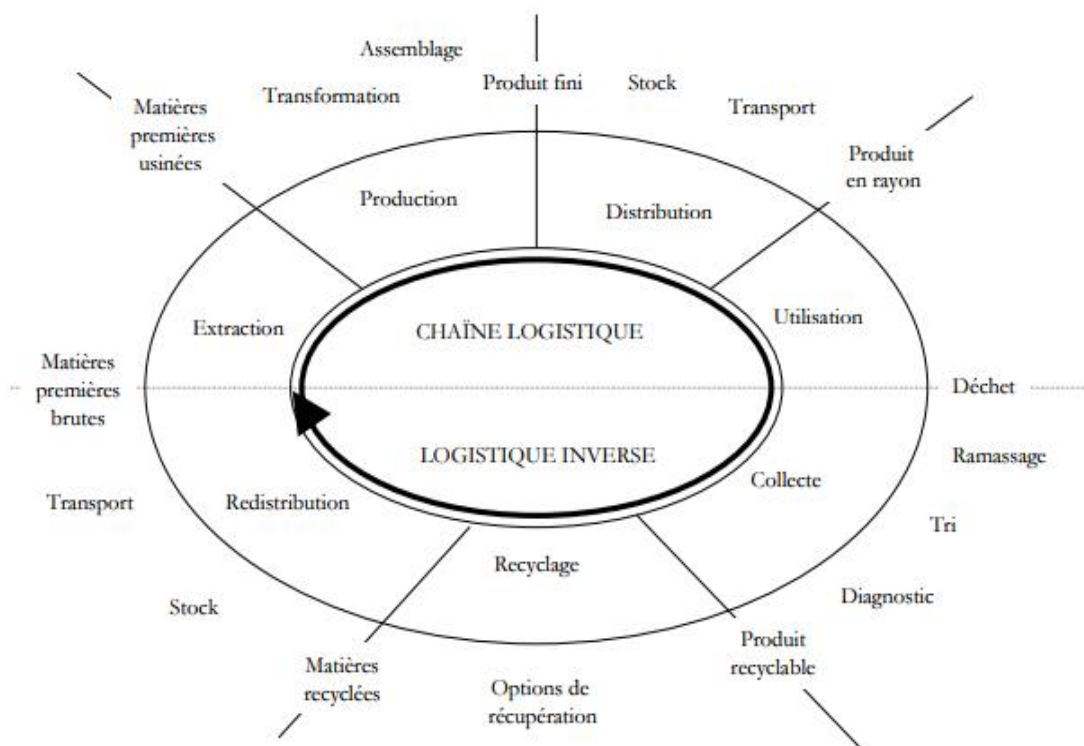 Assemblage
Produit fini
Stock
Transformation
Transport
Matières
premières
usinées
Produit
en rayon
Production
Distribution
Extraction
CHAÎNE LOGISTIQUE
Utilisation
Matières
premières
brutes
Déchet
LOGISTIQUE INVERSE
Ramassage
Collecte
Transport
Redistribution
Tri
Recyclage
Stock
Diagnostic
Produit
recyclable
Matières
recyclées
Options de
récupération